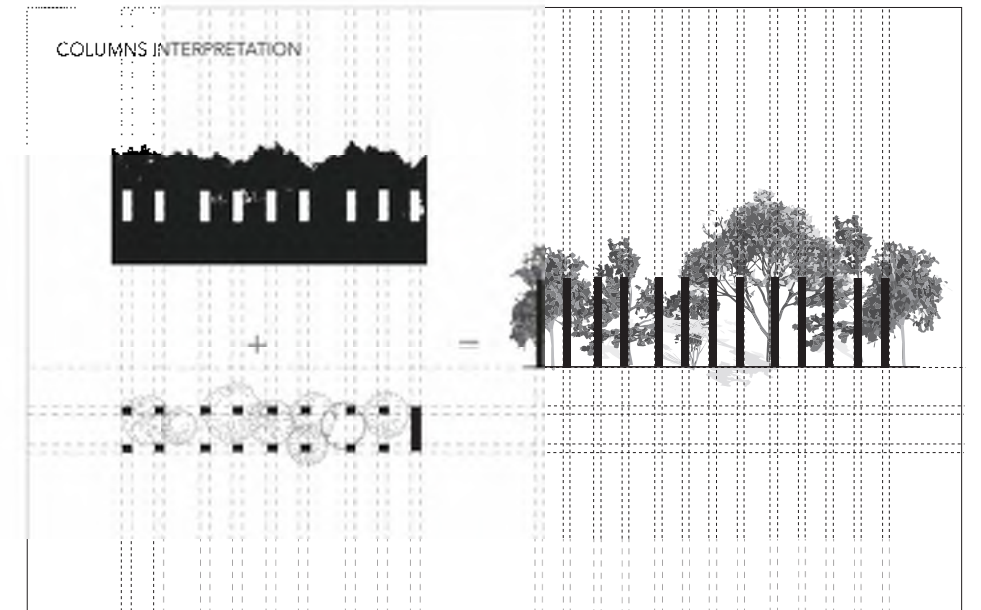 COLUMNS INTERPRETATION
+ =